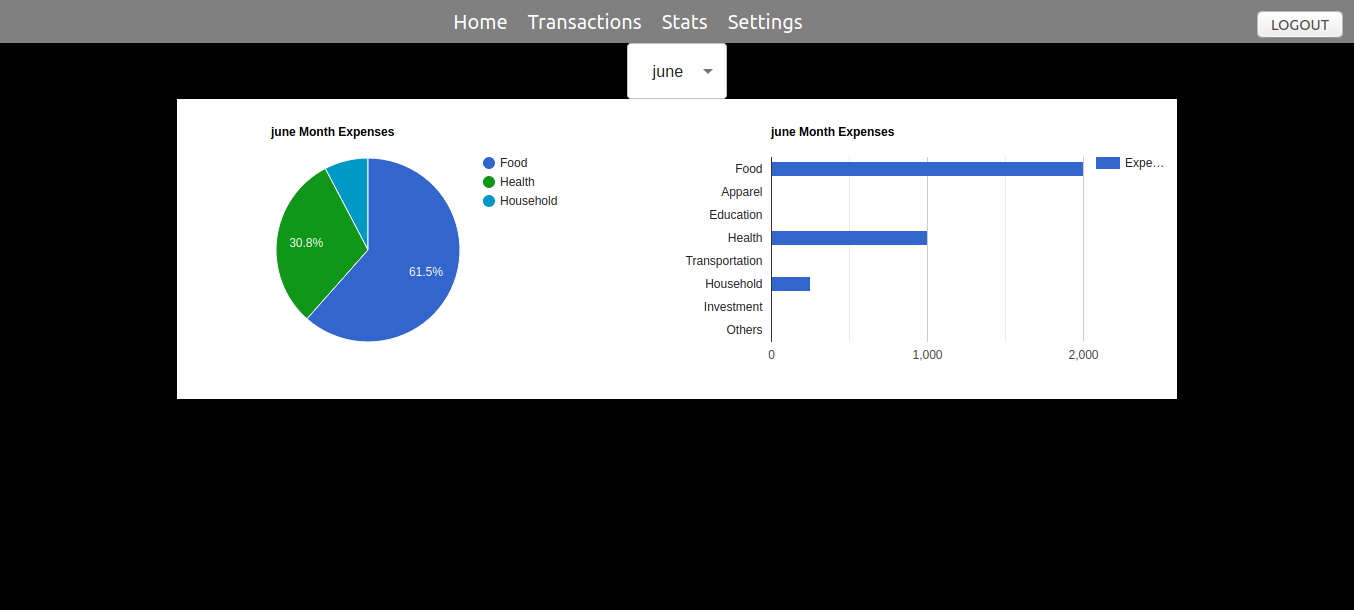 Home Transactions Stats Settings LOGOUT
june
june Month Expenses
Food
Health
Household
30.8%
61.5%
june Month Expenses
Food
Apparel
Education
Health
Transportation
Household
Investment
Others
0 1,000 2,000
Expe...